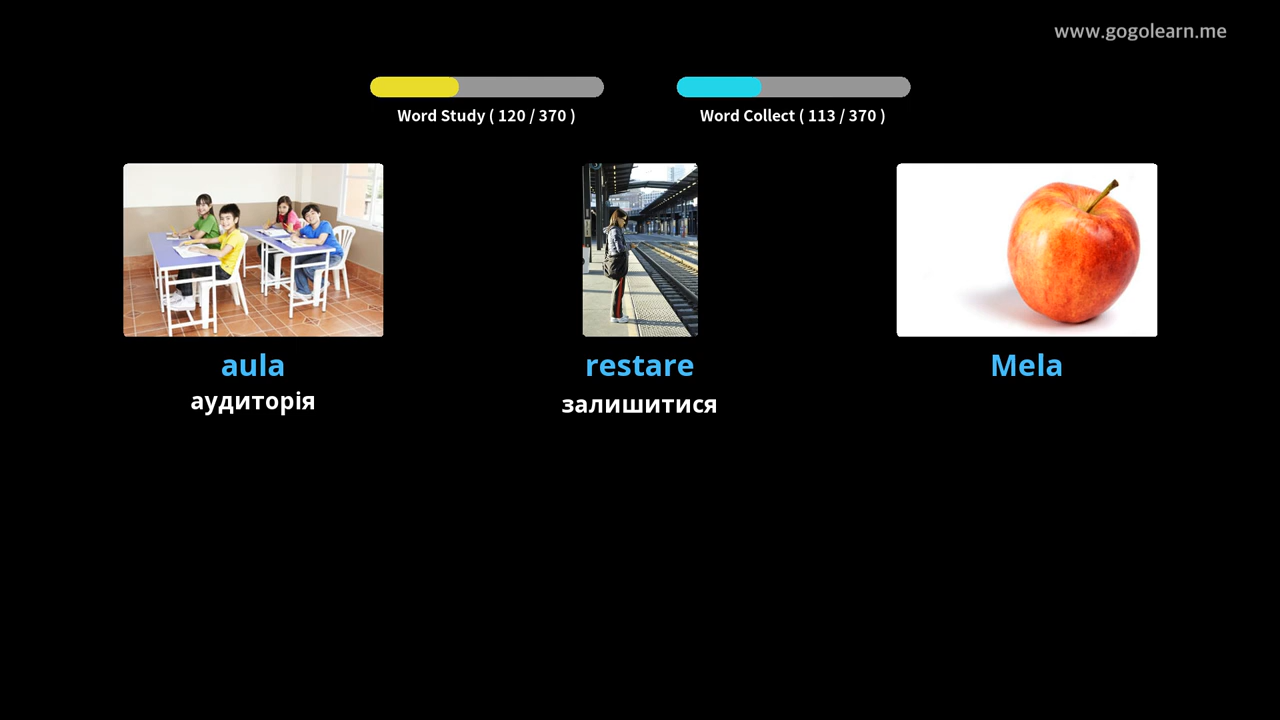 www.gogolearn.me
Word Study ( 120 / 370 )
Word Collect ( 113 / 370 )
aula
аудиторія
restare
залишитися
Mela